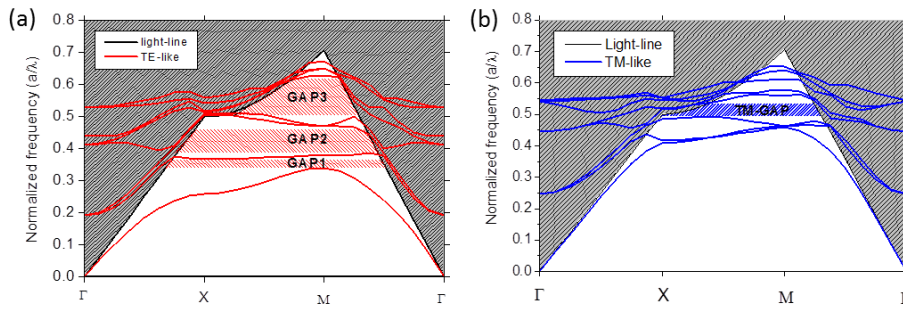 (a)
Normalized frequency (a/λ)
0.8
0.7
0.6
0.5
0.4
0.3
0.2
0.1
0.0
light-line
TE-like
GAP3
GAP2
GAP1
Γ X M Γ
(b)
Normalized frequency (a/λ)
0.8
0.7
0.6
0.5
0.4
0.3
0.2
0.1
0.0
Light-line
TM-like
TM-GAP
Γ X M